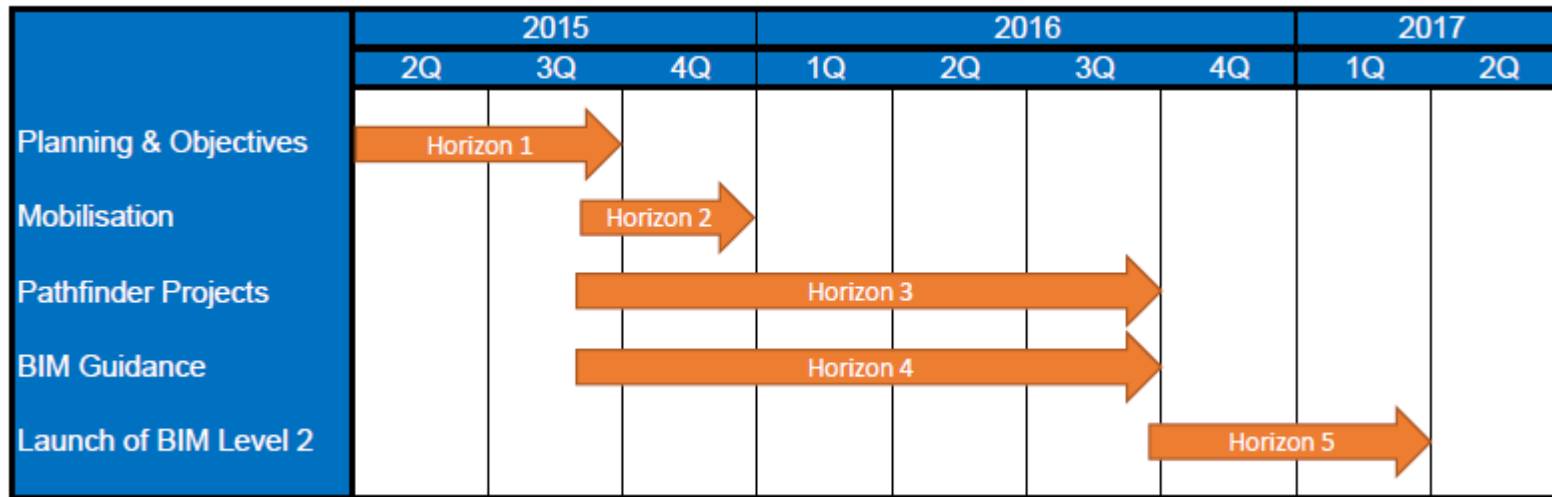 2015 2016 2017
2Q 3Q 4Q 1Q 2Q 3Q 4Q 1Q 2Q
Planning & Objectives Horizon 1
Mobilisation Horizon 2
Pathfinder Projects Horizon 3
BIM Guidance Horizon 4
Launch of BIM Level 2 Horizon 5